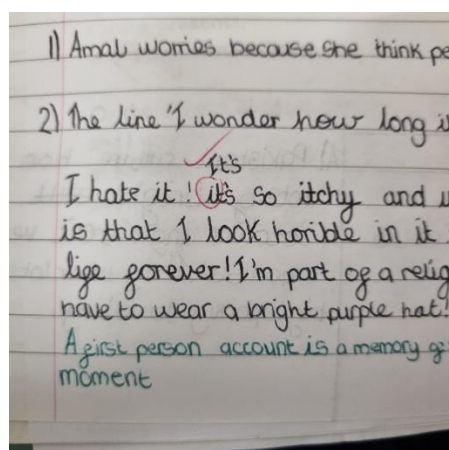 1) Amal worries because she think pe
2) The line 'I wonder how long i
It's
I hate it! it's so itchy and u
is that I look horible in it.
life forever! I'm part of a relig
have to wear a bright purple hat!
A first person account is a memory of
moment